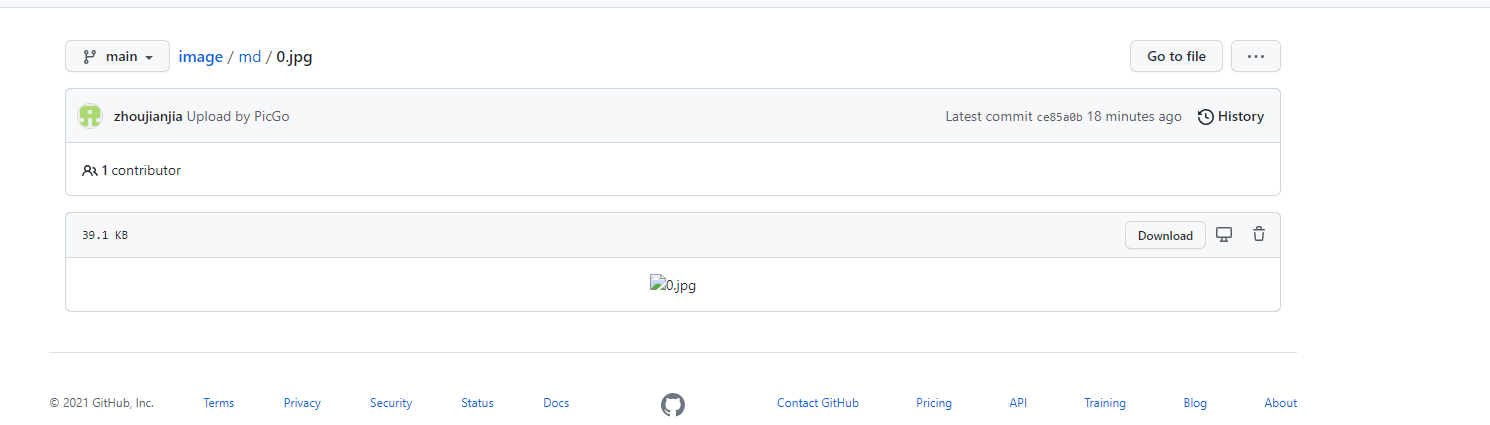 main image / md / 0.jpg Go to file
zhoujianjia Upload by PicGo Latest commit ce85a0b 18 minutes ago History
1 contributor
39.1 KB Download
0.jpg
© 2021 GitHub, Inc. Terms Privacy Security Status Docs Contact GitHub Pricing API Training Blog About